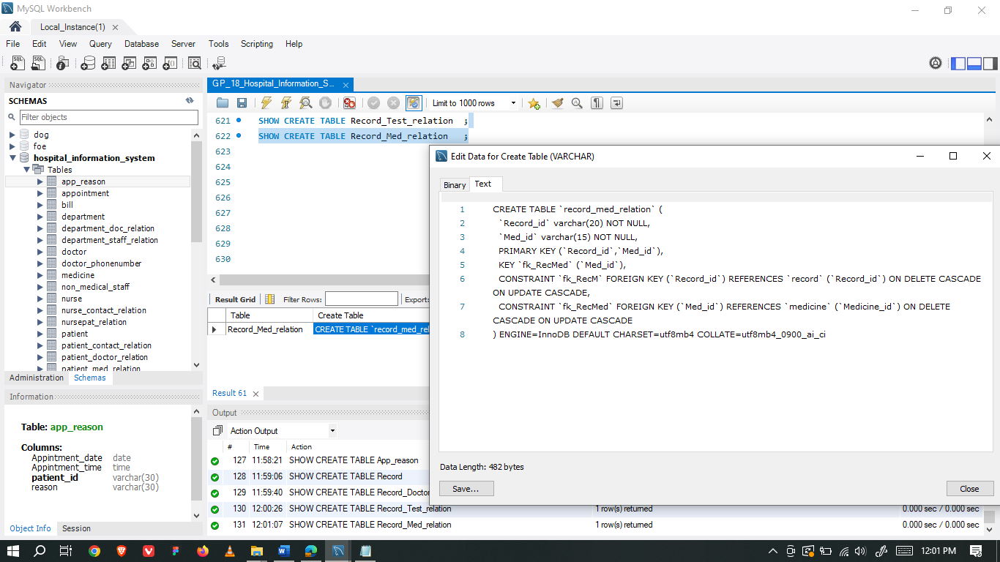 MySQL Workbench
Local_Instance(1)
File Edit View Query Database Server Tools Scripting Help
Navigator
SCHEMAS
Filter objects
dog
foe
hospital_information_system
Tables
app_reason
appointment
bill
department
department_doc_relation
department_staff_relation
doctor
doctor_phonenumber
medicine
non_medical_staff
nurse
nurse_contact_relation
nursepat_relation
patient
patient_contact_relation
patient_doctor_relation
patient_med_relation
Administration Schemas
Information
Table: app_reason
Columns:
Appintment_date date
Appintment_time time
patient_id varchar(30)
reason varchar(30)
Object Info Session
GP_18_Hospital_Information_S...
Limit to 1000 rows
621 SHOW CREATE TABLE Record_Test_relation ;
622 SHOW CREATE TABLE Record_Med_relation ;
623
624
625
626
627
628
629
630
Result Grid Filter Rows: Export:
Table Create Table
Record_Med_relation CREATE TABLE `record_med_rel
Result 61
Output
Action Output
# Time Action
127 11:58:21 SHOW CREATE TABLE App_reason
128 11:59:06 SHOW CREATE TABLE Record
129 11:59:40 SHOW CREATE TABLE Record_Docto
130 12:00:26 SHOW CREATE TABLE Record_Test_relation 1 row(s) returned 0.000 sec / 0.000 sec
131 12:01:07 SHOW CREATE TABLE Record_Med_relation 1 row(s) returned 0.000 sec / 0.000 sec
Edit Data for Create Table (VARCHAR)
Binary Text
1 CREATE TABLE `record_med_relation` (
2 `Record_id` varchar(20) NOT NULL,
3 `Med_id` varchar(15) NOT NULL,
4 PRIMARY KEY (`Record_id`,`Med_id`),
5 KEY `fk_RecMed` (`Med_id`),
6 CONSTRAINT `fk_RecM` FOREIGN KEY (`Record_id`) REFERENCES `record` (`Record_id`) ON DELETE CASCADE
ON UPDATE CASCADE,
7 CONSTRAINT `fk_RecMed` FOREIGN KEY (`Med_id`) REFERENCES `medicine` (`Medicine_id`) ON DELETE
CASCADE ON UPDATE CASCADE
8 ) ENGINE=InnoDB DEFAULT CHARSET=utf8mb4 COLLATE=utf8mb4_0900_ai_ci
Data Length: 482 bytes
Save... Close
12:01 PM